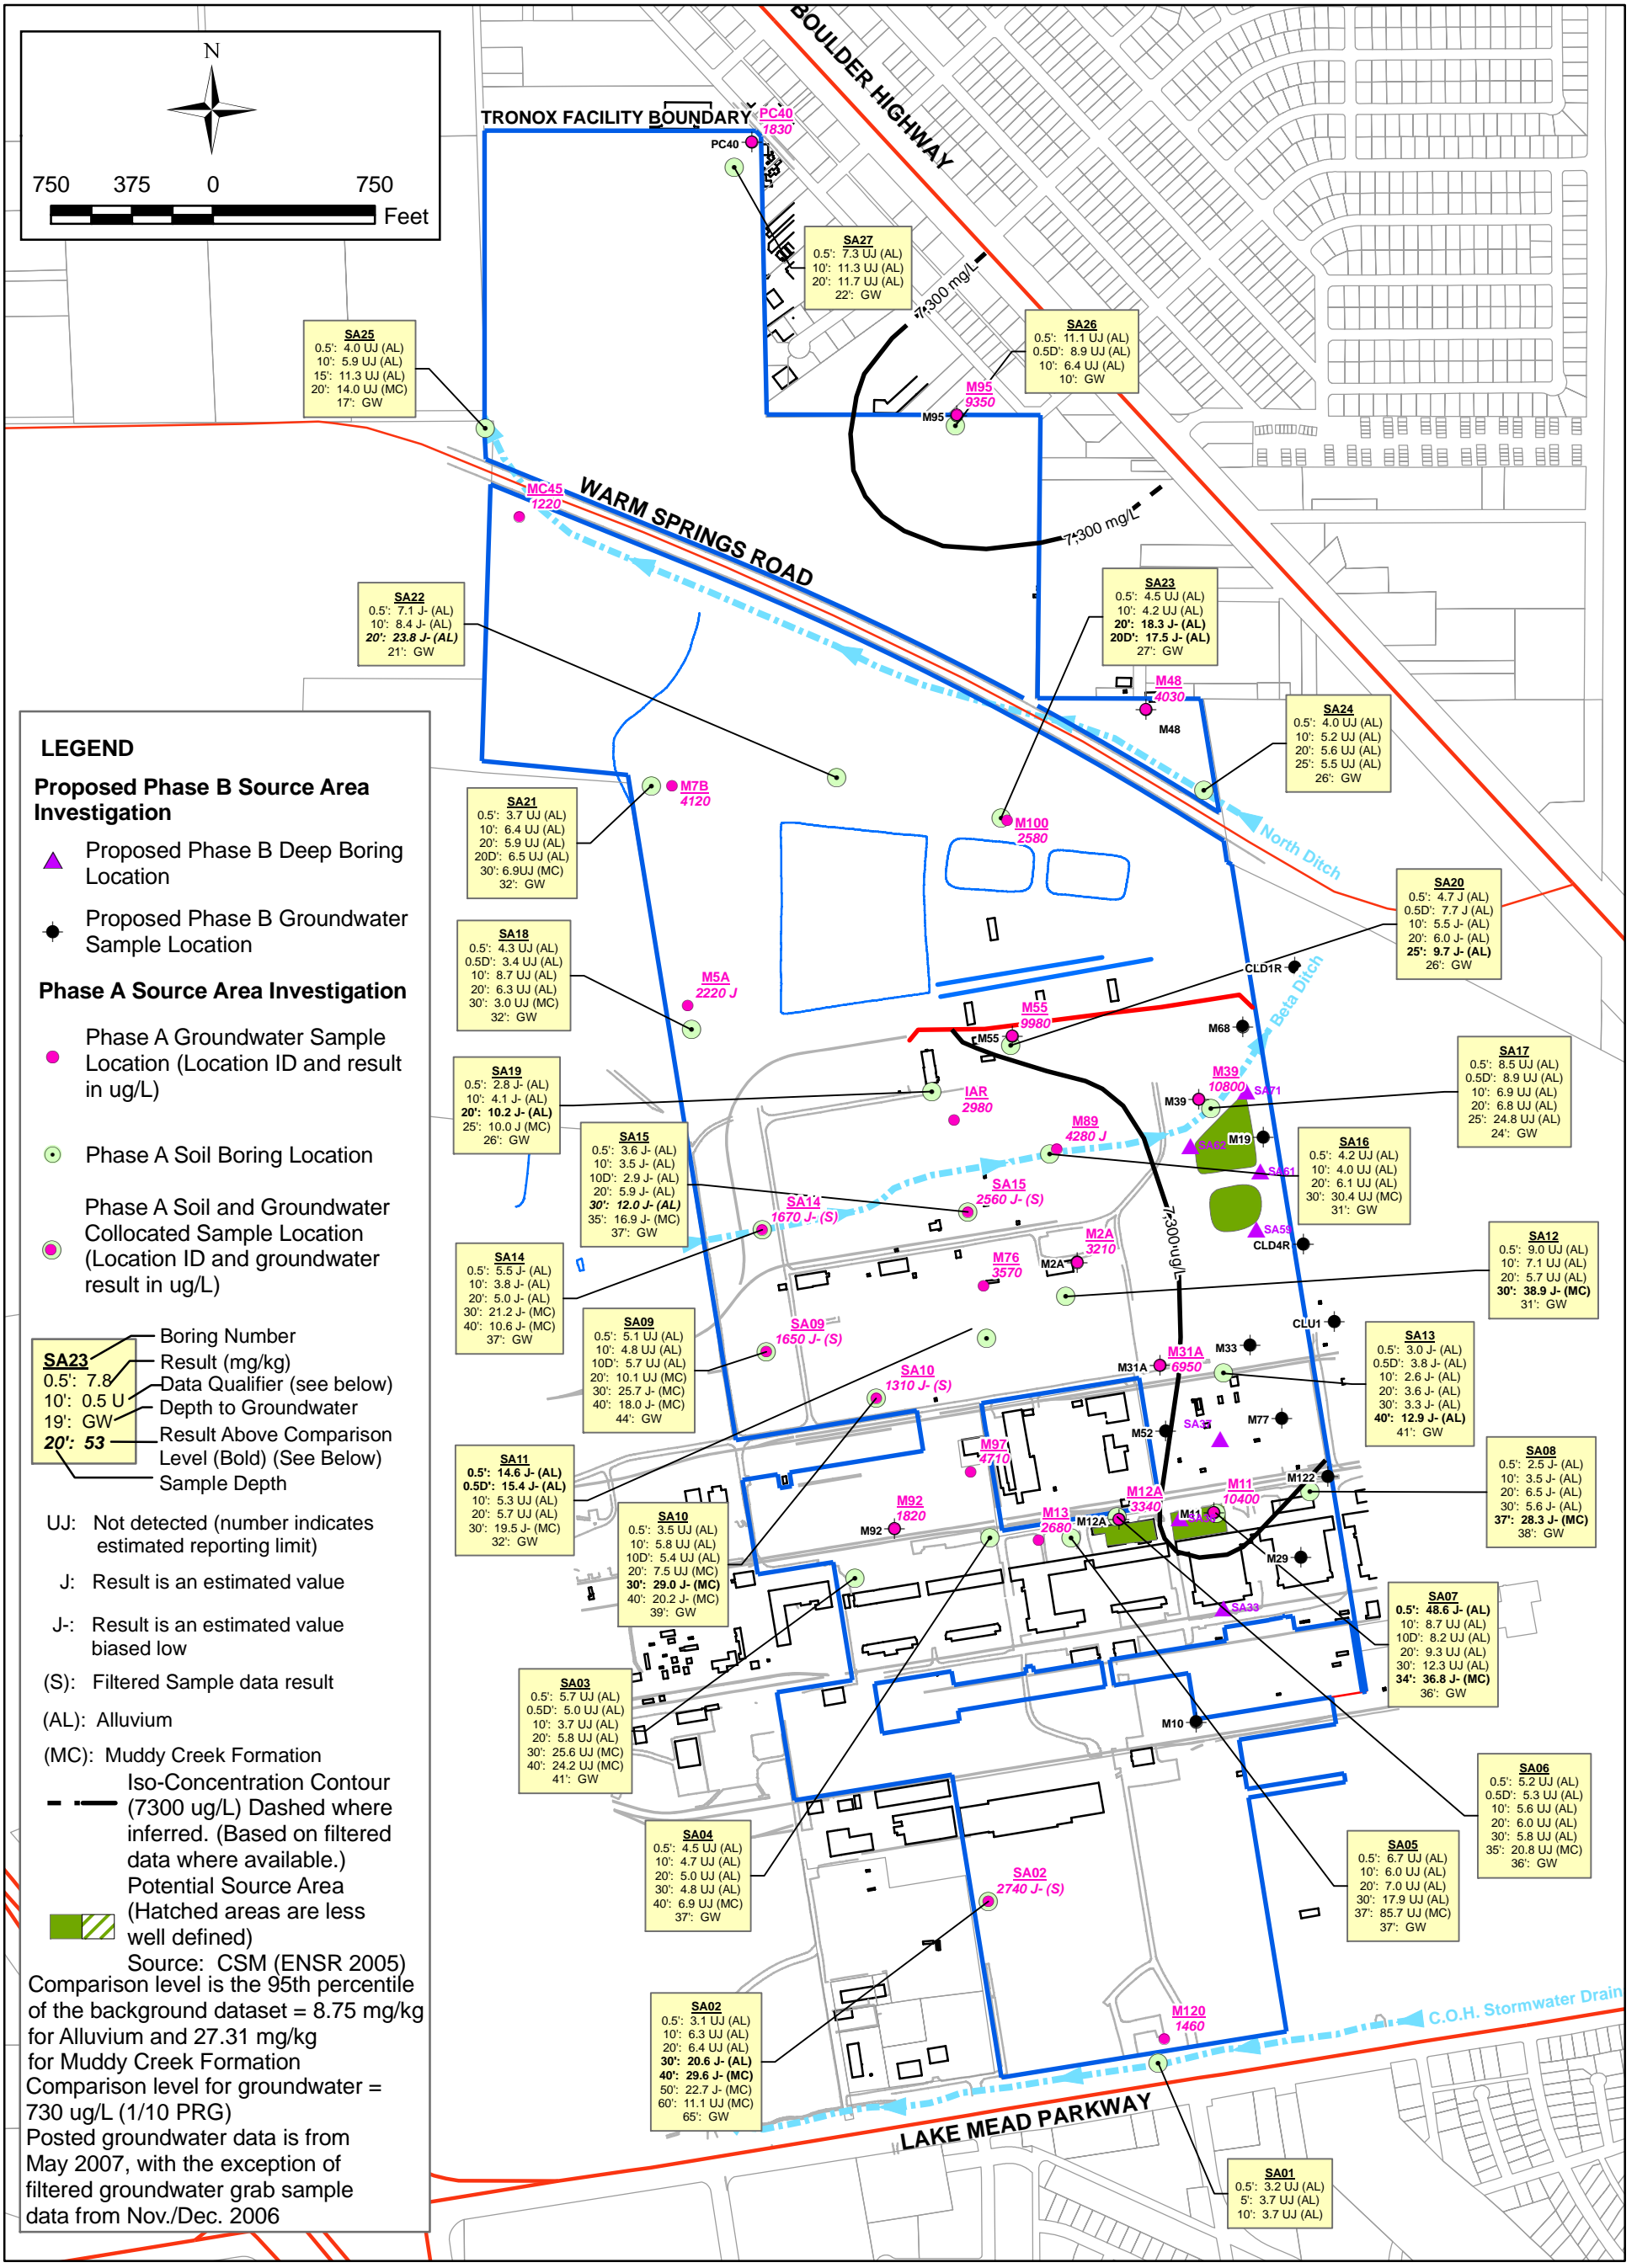 N
750 375 0 750
Feet
TRONOX FACILITY BOUNDARY
BOULDER HIGHWAY
PC40
1830
PC40
SA27
0.5': 7.3 UJ (AL)
10': 11.3 UJ (AL)
20': 11.7 UJ (AL)
22': GW
7,300 mg/L
SA25
0.5': 4.0 UJ (AL)
10': 5.9 UJ (AL)
15': 11.3 UJ (AL)
20': 14.0 UJ (MC)
17': GW
SA26
0.5': 11.1 UJ (AL)
0.5D': 8.9 UJ (AL)
10': 6.4 UJ (AL)
10': GW
M95
9350
M95
MC45
1220
WARM SPRINGS ROAD
7,300 mg/L
SA22
0.5': 7.1 J- (AL)
10': 8.4 J- (AL)
20': 23.8 J- (AL)
21': GW
SA23
0.5': 4.5 UJ (AL)
10': 4.2 UJ (AL)
20': 18.3 J- (AL)
20D': 17.5 J- (AL)
27': GW
M48
4030
M48
SA24
0.5': 4.0 UJ (AL)
10': 5.2 UJ (AL)
20': 5.6 UJ (AL)
25': 5.5 UJ (AL)
26': GW
M7B
4120
SA21
0.5': 3.7 UJ (AL)
10': 6.4 UJ (AL)
20': 5.9 UJ (AL)
20D': 6.5 UJ (AL)
30': 6.9UJ (MC)
32': GW
M100
2580
North Ditch
SA20
0.5': 4.7 J (AL)
0.5D': 7.7 J (AL)
10': 5.5 J- (AL)
20': 6.0 J- (AL)
25': 9.7 J- (AL)
26': GW
SA18
0.5': 4.3 UJ (AL)
0.5D': 3.4 UJ (AL)
10': 8.7 UJ (AL)
20': 6.3 UJ (AL)
30': 3.0 UJ (MC)
32': GW
M5A
2220 J
CLD1R
Beta Ditch
M55
9980
M55
M68
SA17
0.5': 8.5 UJ (AL)
0.5D': 8.9 UJ (AL)
10': 6.9 UJ (AL)
20': 6.8 UJ (AL)
25': 24.8 UJ (AL)
24': GW
SA19
0.5': 2.8 J- (AL)
10': 4.1 J- (AL)
20': 10.2 J- (AL)
25': 10.0 J (MC)
26': GW
IAR
2980
M39
10800
M39
SA71
M89
4280 J
SA62
M19
SA61
SA15
0.5': 3.6 J- (AL)
10': 3.5 J- (AL)
10D': 2.9 J- (AL)
20': 5.9 J- (AL)
30': 12.0 J- (AL)
35': 16.9 J- (MC)
37': GW
SA16
0.5': 4.2 UJ (AL)
10': 4.0 UJ (AL)
20': 6.1 UJ (AL)
30': 30.4 UJ (MC)
31': GW
SA15
2560 J- (S)
SA14
1670 J- (S)
7,300 ug/L
SA59
CLD4R
M2A
3210
M2A
M76
3570
SA12
0.5': 9.0 UJ (AL)
10': 7.1 UJ (AL)
20': 5.7 UJ (AL)
30': 38.9 J- (MC)
31': GW
SA14
0.5': 5.5 J- (AL)
10': 3.8 J- (AL)
20': 5.0 J- (AL)
30': 21.2 J- (MC)
40': 10.6 J- (MC)
37': GW
SA09
0.5': 5.1 UJ (AL)
10': 4.8 UJ (AL)
10D': 5.7 UJ (AL)
20': 10.1 UJ (MC)
30': 25.7 J- (MC)
40': 18.0 J- (MC)
44': GW
SA09
1650 J- (S)
CLU1
M33
M31A
6950
M31A
SA10
1310 J- (S)
SA13
0.5': 3.0 J- (AL)
0.5D': 3.8 J- (AL)
10': 2.6 J- (AL)
20': 3.6 J- (AL)
30': 3.3 J- (AL)
40': 12.9 J- (AL)
41': GW
M52
M77
M97
4710
SA11
0.5': 14.6 J- (AL)
0.5D': 15.4 J- (AL)
10': 5.3 UJ (AL)
20': 5.7 UJ (AL)
30': 19.5 J- (MC)
32': GW
M122
SA08
0.5': 2.5 J- (AL)
10': 3.5 J- (AL)
20': 6.5 J- (AL)
30': 5.6 J- (AL)
37': 28.3 J- (MC)
38': GW
SA10
0.5': 3.5 UJ (AL)
10': 5.8 UJ (AL)
10D': 5.4 UJ (AL)
20': 7.5 UJ (MC)
30': 29.0 J- (MC)
40': 20.2 J- (MC)
39': GW
M92
1820
M92
M13
2680
M12A
3340
M12A
M11
10400
M11
M29
SA33
SA07
0.5': 48.6 J- (AL)
10': 8.7 UJ (AL)
10D': 8.2 UJ (AL)
20': 9.3 UJ (AL)
30': 12.3 UJ (AL)
34': 36.8 J- (MC)
36': GW
SA03
0.5': 5.7 UJ (AL)
0.5D': 5.0 UJ (AL)
10': 3.7 UJ (AL)
20': 5.8 UJ (AL)
30': 25.6 UJ (MC)
40': 24.2 UJ (MC)
41': GW
M10
SA06
0.5': 5.2 UJ (AL)
0.5D': 5.3 UJ (AL)
10': 5.6 UJ (AL)
20': 6.0 UJ (AL)
30': 5.8 UJ (AL)
35': 20.8 UJ (MC)
36': GW
SA04
0.5': 4.5 UJ (AL)
10': 4.7 UJ (AL)
20': 5.0 UJ (AL)
30': 4.8 UJ (AL)
40': 6.9 UJ (MC)
37': GW
SA05
0.5': 6.7 UJ (AL)
10': 6.0 UJ (AL)
20': 7.0 UJ (AL)
30': 17.9 UJ (AL)
37': 85.7 UJ (MC)
37': GW
SA02
2740 J- (S)
SA02
0.5': 3.1 UJ (AL)
10': 6.3 UJ (AL)
20': 6.4 UJ (AL)
30': 20.6 J- (AL)
40': 29.6 J- (MC)
50': 22.7 J- (MC)
60': 11.1 UJ (MC)
65': GW
M120
1460
C.O.H. Stormwater Drain
LAKE MEAD PARKWAY
SA01
0.5': 3.2 UJ (AL)
5': 3.7 UJ (AL)
10': 3.7 UJ (AL)
LEGEND
Proposed Phase B Source Area
Investigation
Proposed Phase B Deep Boring
Location
Proposed Phase B Groundwater
Sample Location
Phase A Source Area Investigation
Phase A Groundwater Sample
Location (Location ID and result
in ug/L)
Phase A Soil Boring Location
Phase A Soil and Groundwater
Collocated Sample Location
(Location ID and groundwater
result in ug/L)
SA23
0.5': 7.8
10': 0.5 U
19': GW
20': 53
Boring Number
Result (mg/kg)
Data Qualifier (see below)
Depth to Groundwater
Result Above Comparison
Level (Bold) (See Below)
Sample Depth
UJ: Not detected (number indicates
estimated reporting limit)
J: Result is an estimated value
J-: Result is an estimated value
biased low
(S): Filtered Sample data result
(AL): Alluvium
(MC): Muddy Creek Formation
Iso-Concentration Contour
(7300 ug/L) Dashed where
inferred. (Based on filtered
data where available.)
Potential Source Area
(Hatched areas are less
well defined)
Source: CSM (ENSR 2005)
Comparison level is the 95th percentile
of the background dataset = 8.75 mg/kg
for Alluvium and 27.31 mg/kg
for Muddy Creek Formation
Comparison level for groundwater =
730 ug/L (1/10 PRG)
Posted groundwater data is from
May 2007, with the exception of
filtered groundwater grab sample
data from Nov./Dec. 2006